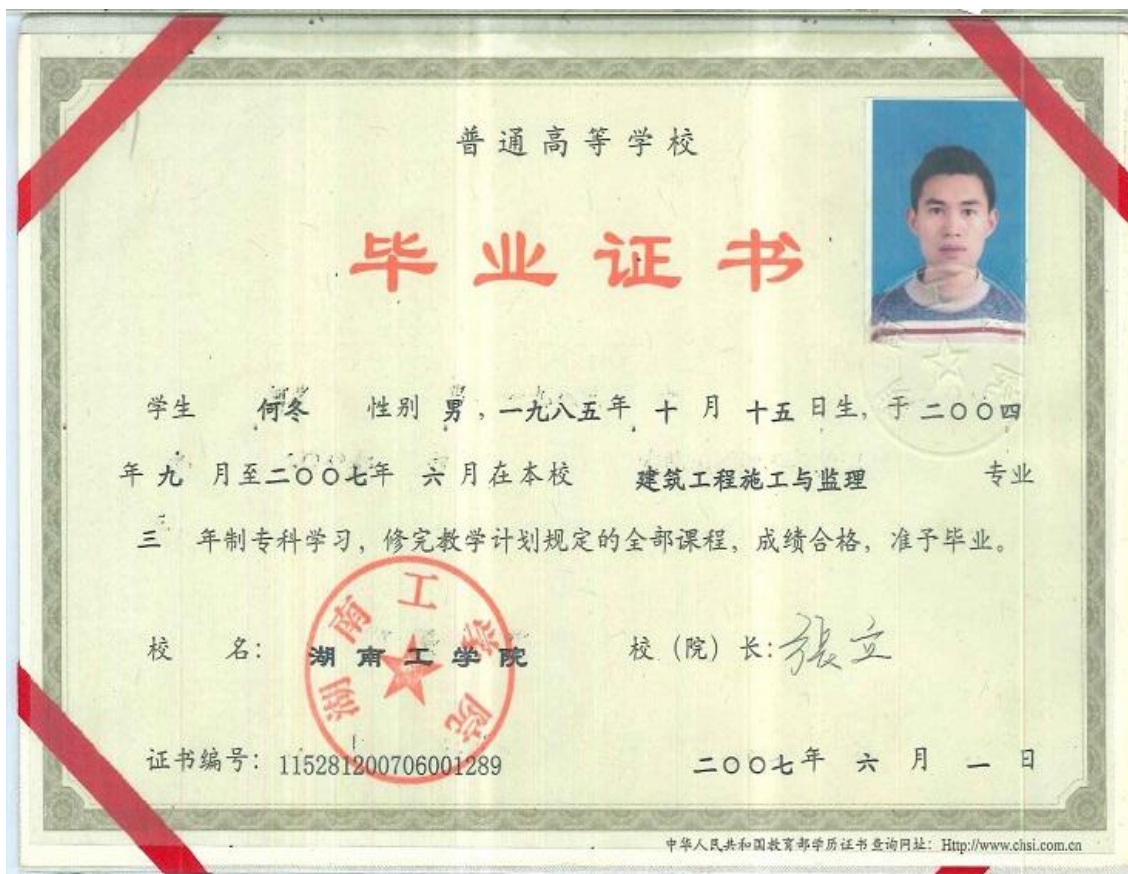 普通高等学校
毕业证书
学生 何冬 性别 男，一九八五年 十 月 十五 日生，于 二〇〇四
年 九 月至二〇〇七年 六 月在本校 建筑工程施工与监理 专业
三 年制专科学习，修完教学计划规定的全部课程，成绩合格，准予毕业。
校 名：湖南工学院 校（院）长：張立
湖南工学院
证书编号：115281200706001289 二〇〇七年 六 月 一 日
中华人民共和国教育部学历证书查询网址：Http://www.chsi.com.cn